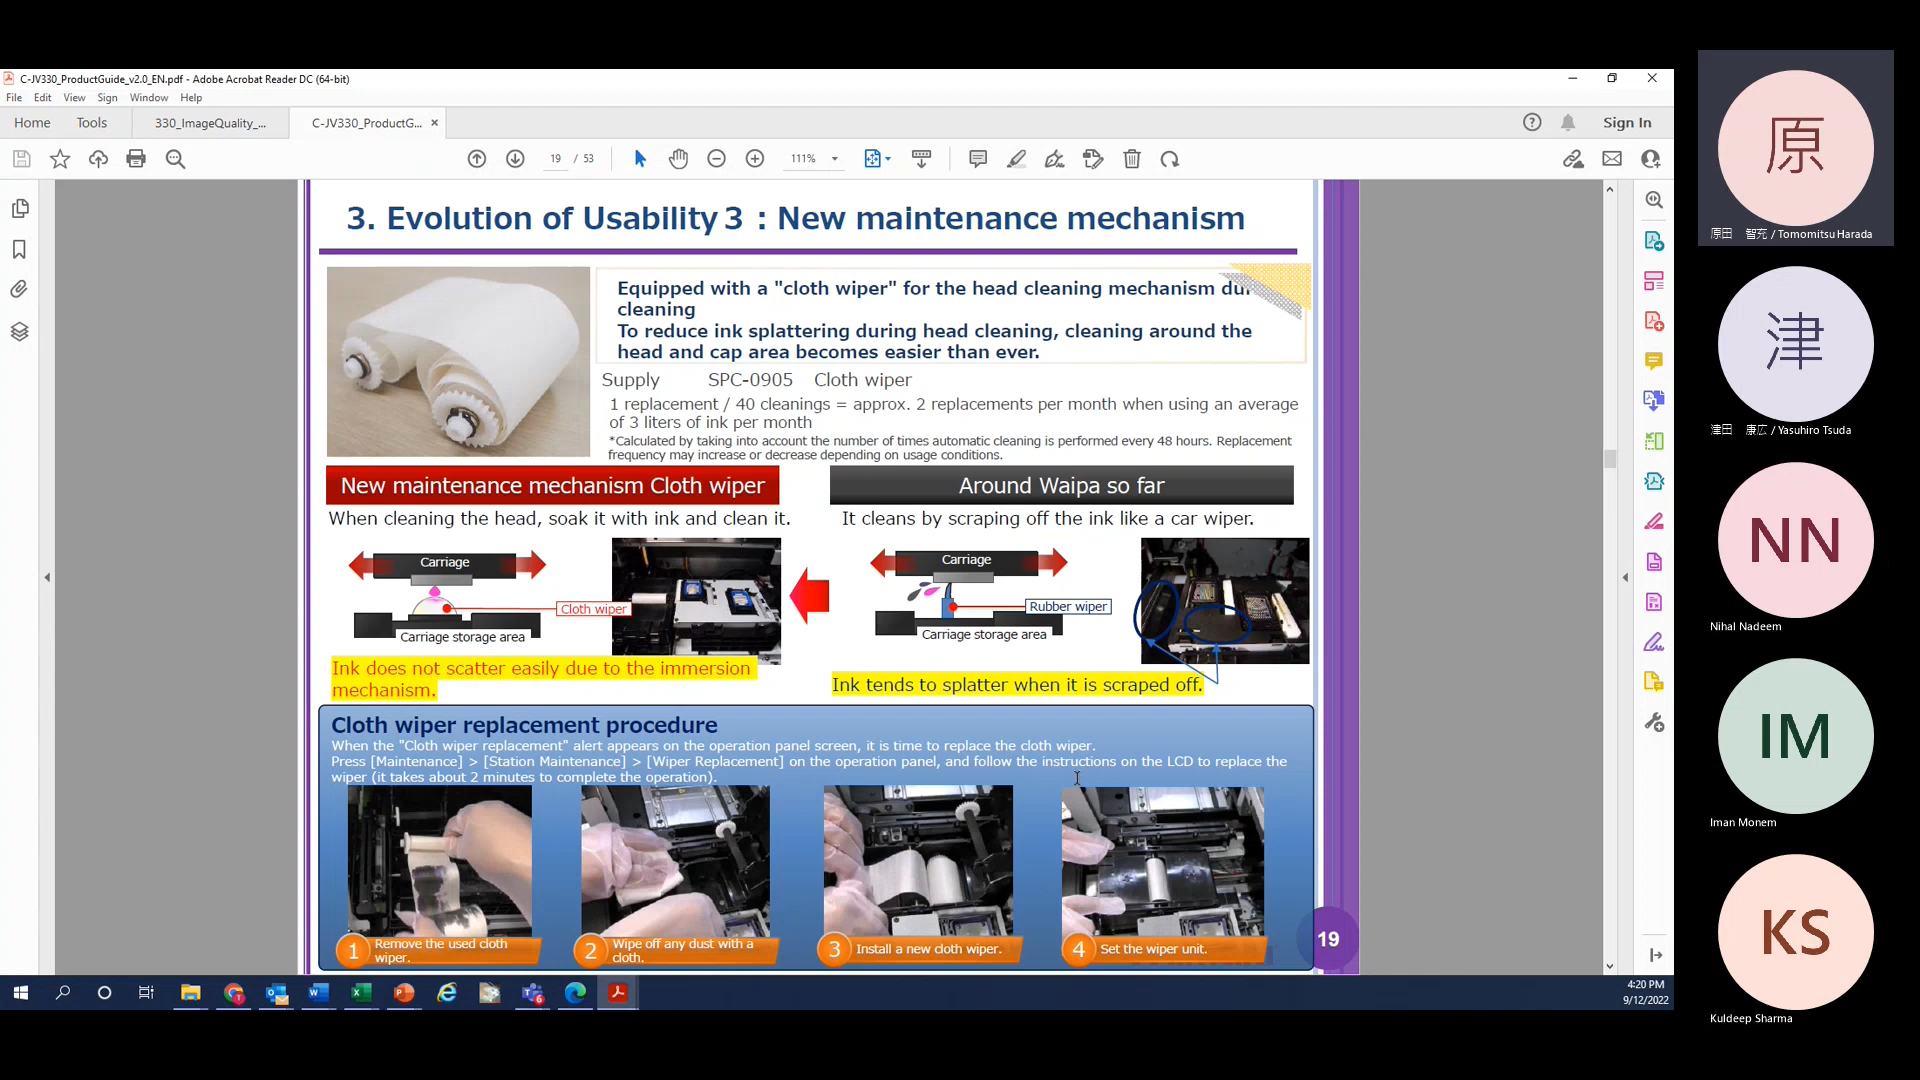 C-JV330_ProductGuide_v2.0_EN.pdf - Adobe Acrobat Reader DC (64-bit)
File Edit View Sign Window Help
Home Tools 330_ImageQuality_... C-JV330_ProductG... Sign In
19 / 53 111%
3. Evolution of Usability3 : New maintenance mechanism
Equipped with a "cloth wiper" for the head cleaning mechanism
cleaning
To reduce ink splattering during head cleaning, cleaning around the
head and cap area becomes easier than ever.
Supply SPC-0905 Cloth wiper
1 replacement / 40 cleanings = approx. 2 replacements per month when using an average
of 3 liters of ink per month
*Calculated by taking into account the number of times automatic cleaning is performed every 48 hours. Replacement
frequency may increase or decrease depending on usage conditions.
New maintenance mechanism Cloth wiper
When cleaning the head, soak it with ink and clean it.
Carriage
Cloth wiper
Carriage storage area
Ink does not scatter easily due to the immersion
mechanism.
Around Waipa so far
It cleans by scraping off the ink like a car wiper.
Carriage
Rubber wiper
Carriage storage area
Ink tends to splatter when it is scraped off.
Cloth wiper replacement procedure
When the "Cloth wiper replacement" alert appears on the operation panel screen, it is time to replace the cloth wiper.
Press [Maintenance] > [Station Maintenance] > [Wiper Replacement] on the operation panel, and follow the instructions on the LCD to replace the
wiper (it takes about 2 minutes to complete the operation).
1 Remove the used cloth
wiper.
2 Wipe off any dust with a
cloth.
3 Install a new cloth wiper.
4 Set the wiper unit.
19
4:20 PM
9/12/2022
原
原田 智充 / Tomomitsu Harada
津
津田 康広 / Yasuhiro Tsuda
NN
Nihal Nadeem
IM
Iman Monem
KS
Kuldeep Sharma